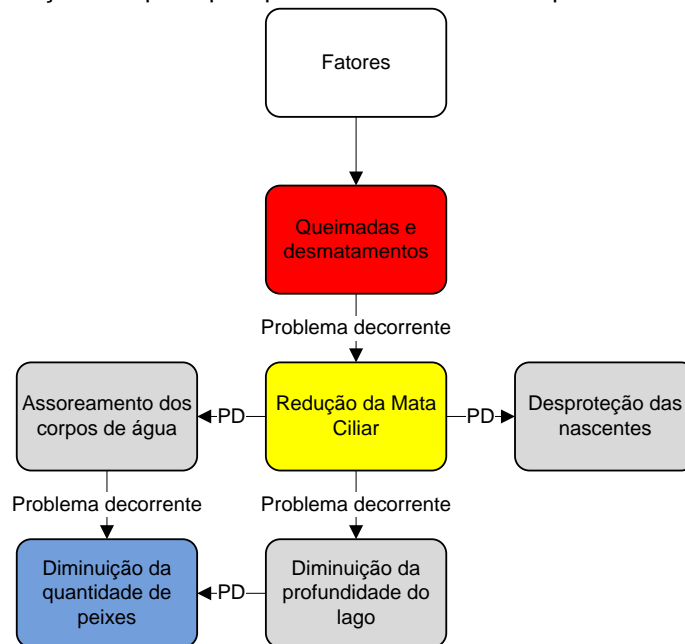 Fatores
Queimadas e
desmatamentos
Problema decorrente
Assoreamento dos
corpos de água
PD
Redução da Mata
Ciliar
PD
Desproteção das
nascentes
Problema decorrente
Problema decorrente
Diminuição da
quantidade de
peixes
PD
Diminuição da
profundidade do
lago